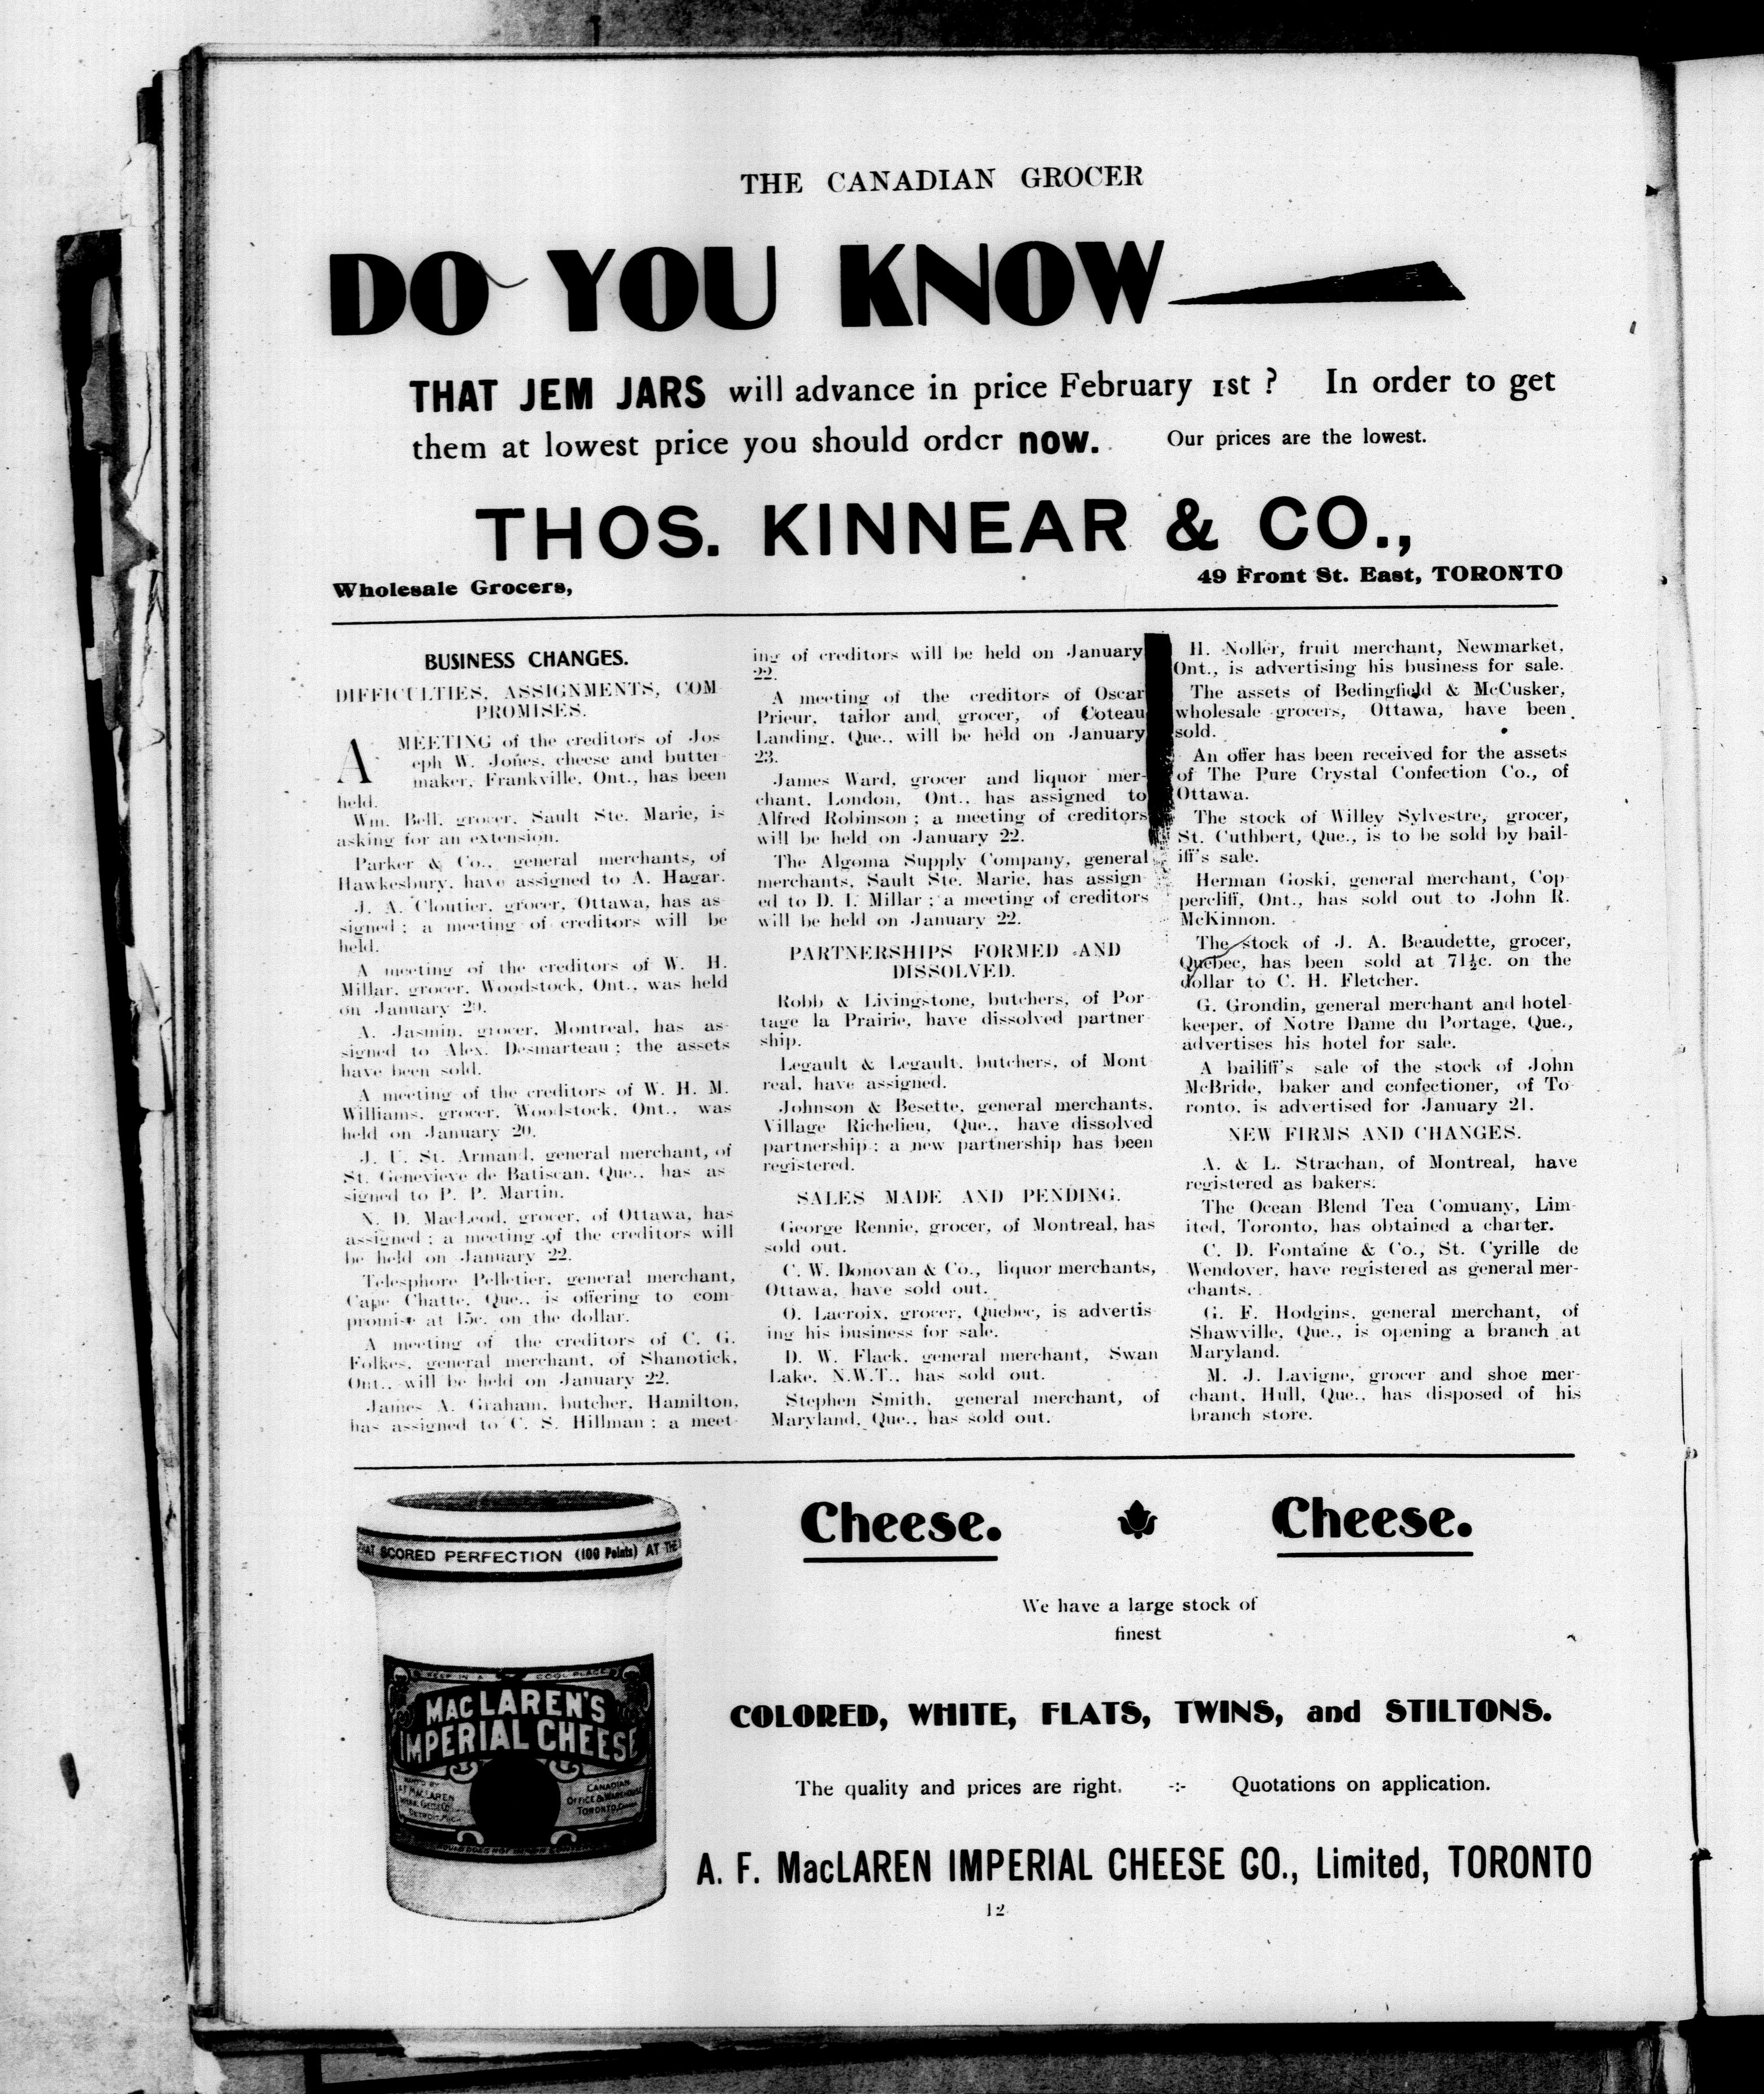 THE CANADIAN GROCER
DO YOU KNOW
THAT JEM JARS will advance in price February 1st ? In order to get
them at lowest price you should order now. Our prices are the lowest.
THOS. KINNEAR & CO.,
Wholesale Grocers,
49 Front St. East, TORONTO
BUSINESS CHANGES.
DIFFICULTIES, ASSIGNMENTS, COM-
PROMISES.
A MEETING of the creditors of Jos
eph W. Jones, cheese and butter-
maker, Frankville, Ont., has been
held.
Wm. Bell, grocer, Sault Ste. Marie, is
asking for an extension.
Parker & Co., general merchants, of
Hawkesbury, have assigned to A. Hagar.
J. A. Cloutier, grocer, Ottawa, has as-
signed ; a meeting of creditors will be
held.
A meeting of the creditors of W. H.
Millar, grocer, Woodstock, Ont., was held
on January 20.
A. Jasmin, grocer, Montreal, has as-
signed to Alex. Desmarteau ; the assets
have been sold.
A meeting of the creditors of W. H. M.
Williams, grocer, Woodstock, Ont., was
held on January 20.
J. U. St. Armand, general merchant, of
St. Genevieve de Batiscan, Que., has as-
signed to P. P. Martin.
N. D. MacLeod, grocer, of Ottawa, has
assigned ; a meeting of the creditors will
be held on January 22.
Telesphore Pelletier, general merchant,
Cape Chatte, Que., is offering to com-
promise at 15c. on the dollar.
A meeting of the creditors of C. G.
Folkes, general merchant, of Shanotick,
Ont., will be held on January 22.
James A. Graham, butcher, Hamilton,
has assigned to C. S. Hillman ; a meet-
ing of creditors will be held on January
22.
A meeting of the creditors of Oscar
Prieur, tailor and grocer, of Coteau
Landing, Que., will be held on January
23.
James Ward, grocer and liquor mer-
chant, London, Ont., has assigned to
Alfred Robinson ; a meeting of creditors
will be held on January 22.
The Algoma Supply Company, general
merchants, Sault Ste. Marie, has assign-
ed to D. I. Millar ; a meeting of creditors
will be held on January 22.
PARTNERSHIPS FORMED AND
DISSOLVED.
Robb & Livingstone, butchers, of Por-
tage la Prairie, have dissolved partner-
ship.
Legault & Legault, butchers, of Mont-
real, have assigned.
Johnson & Besette, general merchants,
Village Richelieu, Que., have dissolved
partnership ; a new partnership has been
registered.
SALES MADE AND PENDING.
George Rennie, grocer, of Montreal, has
sold out.
C. W. Donovan & Co., liquor merchants,
Ottawa, have sold out.
O. Lacroix, grocer, Quebec, is advertis-
ing his business for sale.
D. W. Flack, general merchant, Swan
Lake, N.W.T., has sold out.
Stephen Smith, general merchant, of
Maryland, Que., has sold out.
H. Noller, fruit merchant, Newmarket,
Ont., is advertising his business for sale.
The assets of Bedingfield & McCusker,
wholesale grocers, Ottawa, have been
sold.
An offer has been received for the assets
of The Pure Crystal Confection Co., of
Ottawa.
The stock of Willey Sylvestre, grocer,
St. Cuthbert, Que., is to be sold by bail-
iff's sale.
Herman Goski, general merchant, Cop-
percliff, Ont., has sold out to John R.
McKinnon.
The stock of J. A. Beaudette, grocer,
Quebec, has been sold at 71½c. on the
dollar to C. H. Fletcher.
G. Grondin, general merchant and hotel-
keeper, of Notre Dame du Portage, Que.,
advertises his hotel for sale.
A bailiff's sale of the stock of John
McBride, baker and confectioner, of To-
ronto, is advertised for January 21.
NEW FIRMS AND CHANGES.
A. & L. Strachan, of Montreal, have
registered as bakers.
The Ocean Blend Tea Comuany, Lim-
ited, Toronto, has obtained a charter.
C. D. Fontaine & Co., St. Cyrille de
Wendover, have registered as general mer-
chants.
G. F. Hodgins, general merchant, of
Shawville, Que., is opening a branch at
Maryland.
M. J. Lavigne, grocer and shoe mer-
chant, Hull, Que., has disposed of his
branch store.
SCORED PERFECTION (100 Points) AT THE
KEEP IN A COOL PLACE
MACLAREN'S
IMPERIAL CHEESE
CANADIAN
OFFICE & WAREHOUSE
TORONTO, CANADA
Cheese. Cheese.
We have a large stock of
finest
COLORED, WHITE, FLATS, TWINS, and STILTONS.
The quality and prices are right. -:- Quotations on application.
A. F. MacLAREN IMPERIAL CHEESE CO., Limited, TORONTO
12